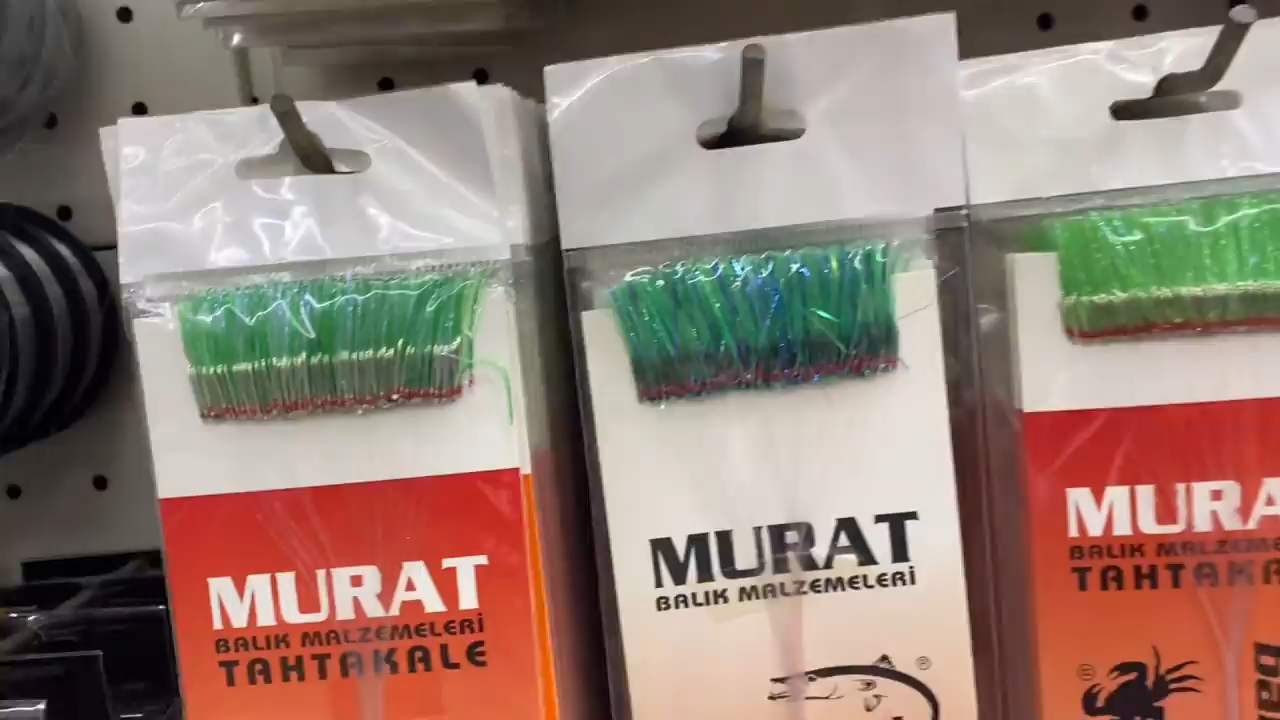 MURAT
BALIK MALZEMELERİ
TAHTAKALE
MURAT
BALIK MALZEMELERİ
®
MURA
BALIK MALZEME
TAHTAKA
®